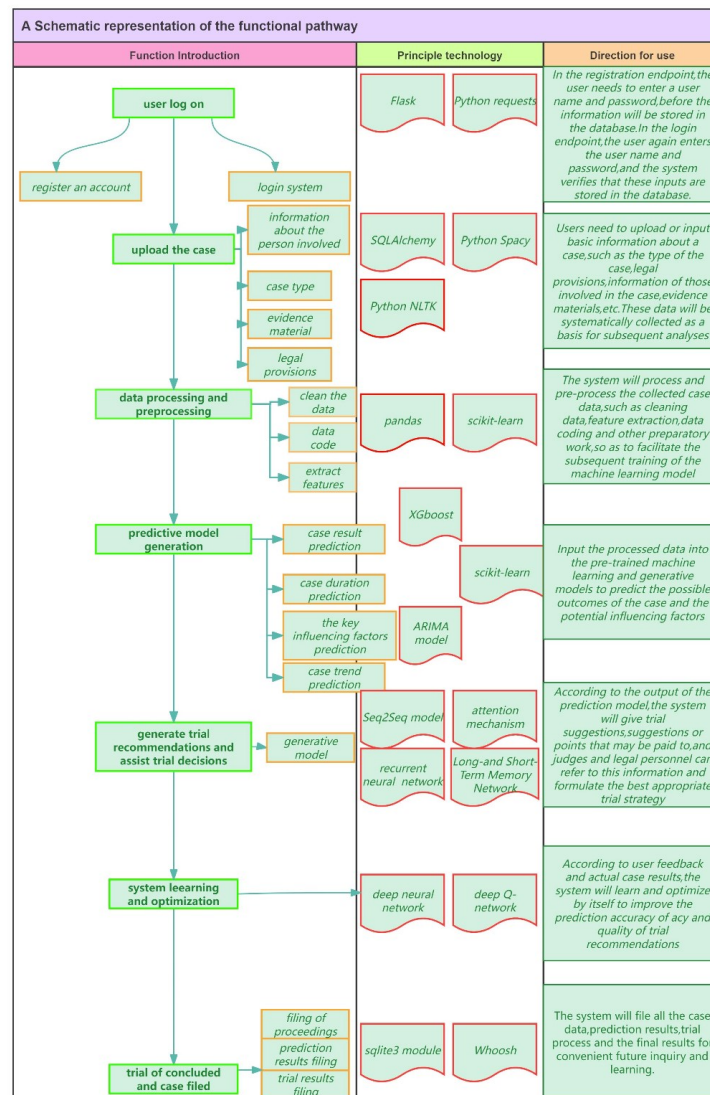 A Schematic representation of the functional pathway
Function Introduction
Principle technology
Direction for use
user log on
register an account
login system
Flask
Python requests
In the registration endpoint,the
user needs to enter a user
name and password,before the
information will be stored in
the database.In the login
endpoint,the user again enters
the user name and
password,and the system
verifies that these inputs are
stored in the database.
upload the case
information
about the
person involved
case type
evidence
material
legal
provisions
SQLAlchemy
Python Spacy
Python NLTK
Users need to upload or input
basic information about a
case,such as the type of the
case,legal
provisions,information of those
involved in the case,evidence
materials,etc.These data will be
systematically collected as a
basis for subsequent analyses
data processing and
preprocessing
clean the
data
data
code
extract
features
pandas
scikit-learn
The system will process and
pre-process the collected case
data,such as cleaning
data,feature extraction,data
coding and other preparatory
work,so as to facilitate the
subsequent training of the
machine learning model
predictive model
generation
case result
prediction
case duration
prediction
the key
influencing factors
prediction
case trend
prediction
XGboost
scikit-learn
ARIMA
model
Input the processed data into
the pre-trained machine
learning and generative
models to predict the possible
outcomes of the case and the
potential influencing factors
generate trial
recommendations and
assist trial decisions
generative
model
Seq2Seq model
attention
mechanism
recurrent
neural network
Long-and Short-
Term Memory
Network
According to the output of the
prediction model,the system
will give trial
suggestions,suggestions or
points that may be paid to,and
judges and legal personnel can
refer to this information and
formulate the best appropriate
trial strategy
system leearning
and optimization
deep neural
network
deep Q-
network
According to user feedback
and actual case results,the
system will learn and optimize
by itself to improve the
prediction accuracy of acy and
quality of trial
recommendations
trial of concluded
and case filed
filing of
proceedings
prediction
results filing
trial results
filing
sqlite3 module
Whoosh
The system will file all the case
data,prediction results,trial
process and the final results for
convenient future inquiry and
learning.